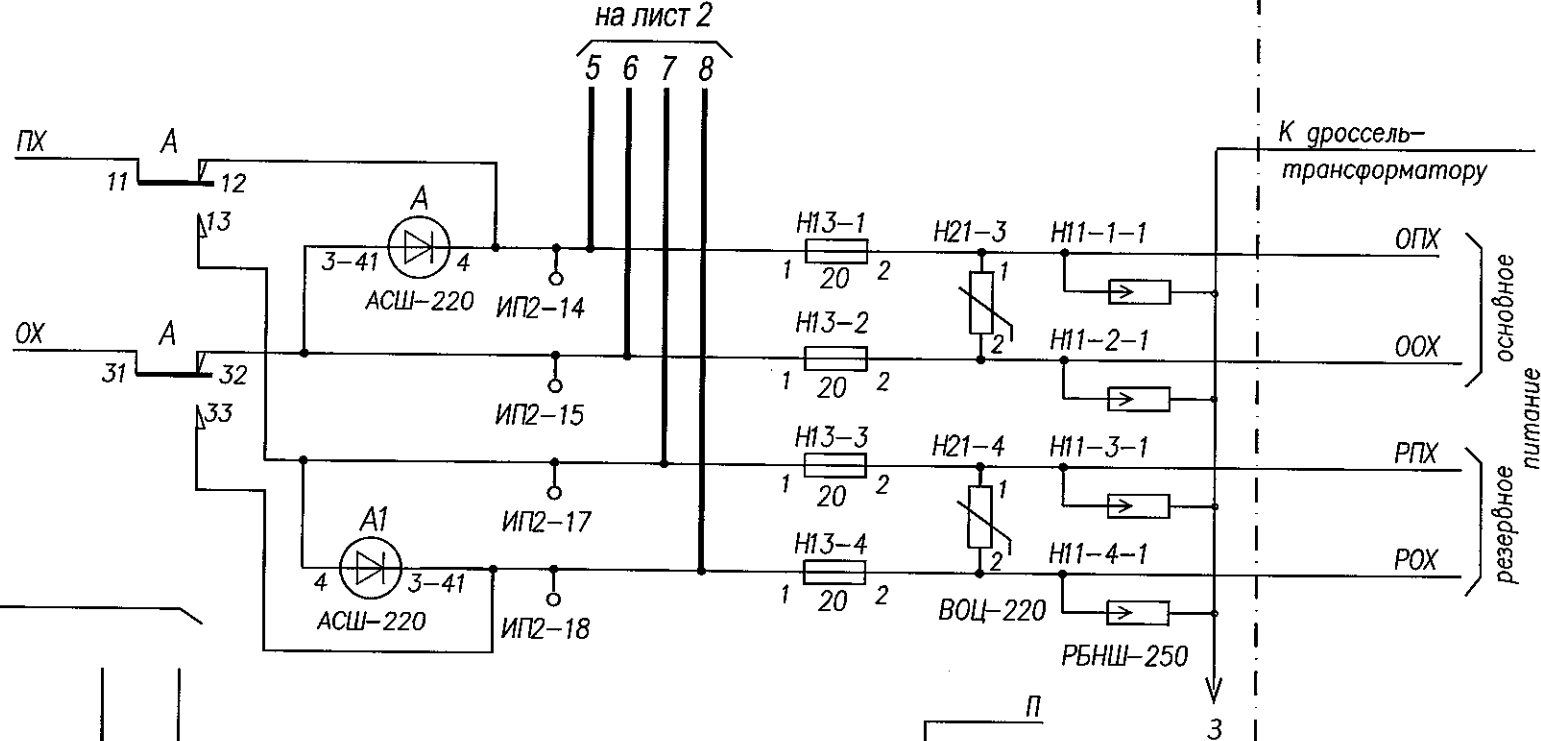 на лист 2
5 6 7 8
ПХ
А
11
12
13
К дроссель–
трансформатору
А
3–41
4
АСШ–220
ИП2–14
Н13–1
1
20
2
Н21–3
1
2
Н11–1–1
ОПХ
ОХ
А
31
32
33
ИП2–15
Н13–2
1
20
2
Н11–2–1
ООХ
основное
питание
ИП2–17
Н13–3
1
20
2
Н21–4
1
2
Н11–3–1
РПХ
А1
4
3–41
АСШ–220
ИП2–18
Н13–4
1
20
2
ВОЦ–220
Н11–4–1
РОХ
резервное
РБНШ–250
П
3